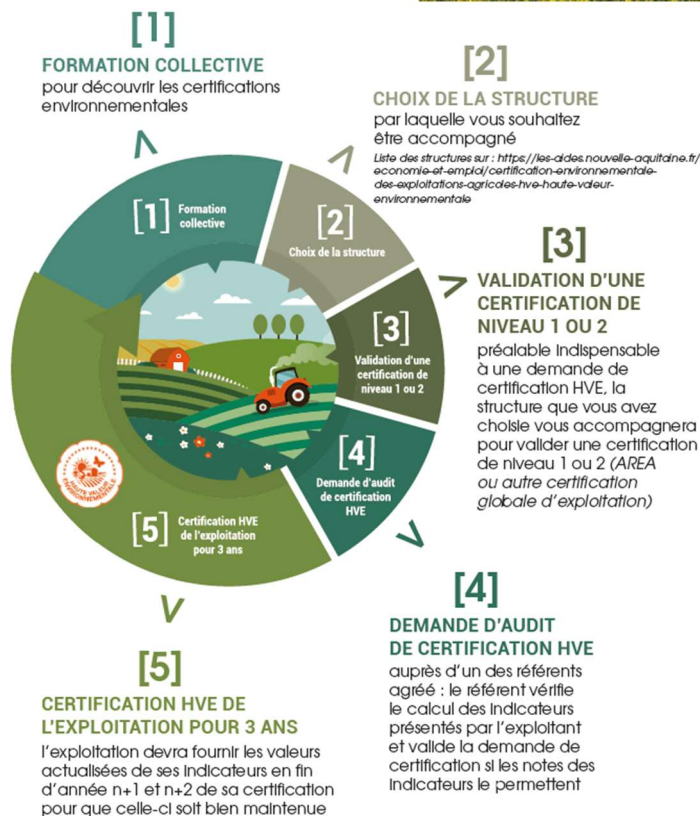 [1]
FORMATION COLLECTIVE
pour découvrir les certifications
environnementales
[2]
CHOIX DE LA STRUCTURE
par laquelle vous souhaitez
être accompagné
Liste des structures sur : https://les-aides.nouvelle-aquitaine.fr/
economie-et-emploi/certification-environnementale-
des-exploitations-agricoles-hve-haute-valeur-
environnementale
[1] Formation
collective
[2]
Choix de la structure
[3]
Validation d'une
certification de
niveau 1 ou 2
[4]
Demande d'audit
de certification
HVE
[5] Certification HVE
de l'exploitation
pour 3 ans
HAUTE VALEUR
ENVIRONNEMENTALE
[3]
VALIDATION D'UNE
CERTIFICATION DE
NIVEAU 1 OU 2
préalable indispensable
à une demande de
certification HVE, la
structure que vous avez
choisie vous accompagnera
pour valider une certification
de niveau 1 ou 2 (AREA
ou autre certification
globale d'exploitation)
[4]
DEMANDE D'AUDIT
DE CERTIFICATION HVE
auprès d'un des référents
agréé : le référent vérifie
le calcul des indicateurs
présentés par l'exploitant
et valide la demande de
certification si les notes des
indicateurs le permettent
[5]
CERTIFICATION HVE DE
L'EXPLOITATION POUR 3 ANS
l'exploitation devra fournir les valeurs
actualisées de ses indicateurs en fin
d'année n+1 et n+2 de sa certification
pour que celle-ci soit bien maintenue